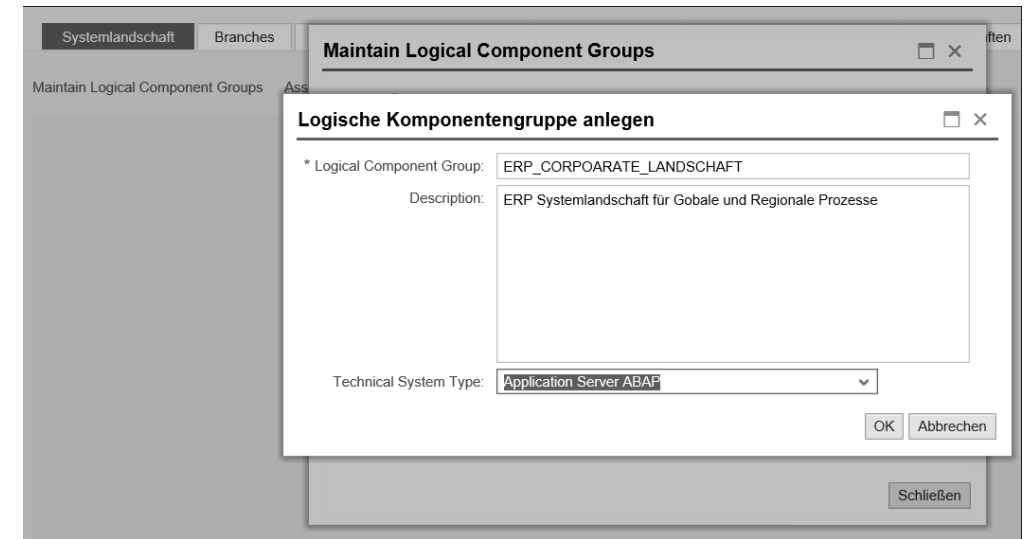 Systemlandschaft Branches
Maintain Logical Component Groups
ften
Maintain Logical Component Groups Ass
Logische Komponentengruppe anlegen
* Logical Component Group: ERP_CORPOARATE_LANDSCHAFT
Description: ERP Systemlandschaft für Gobale und Regionale Prozesse
Technical System Type: Application Server ABAP
OK Abbrechen
Schließen